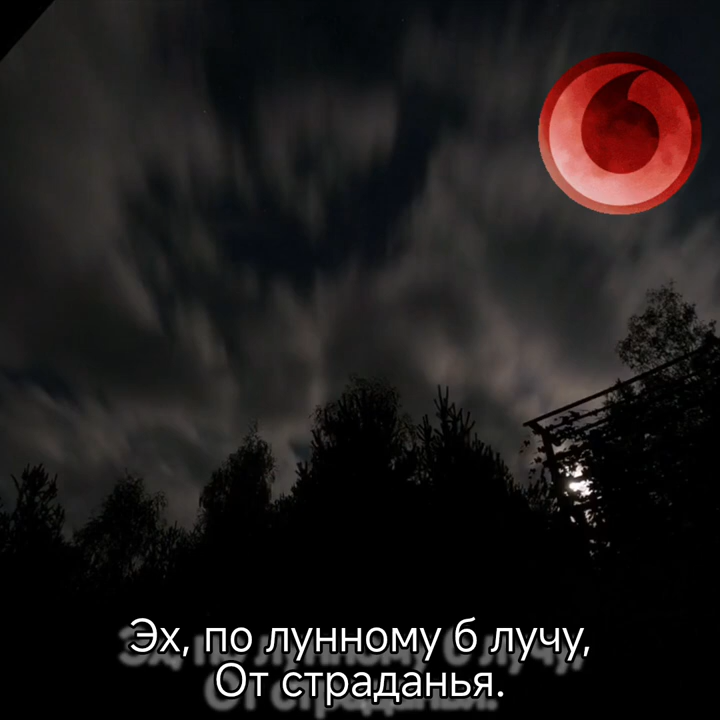 Эх, по лунному б лучу,
От страданья.